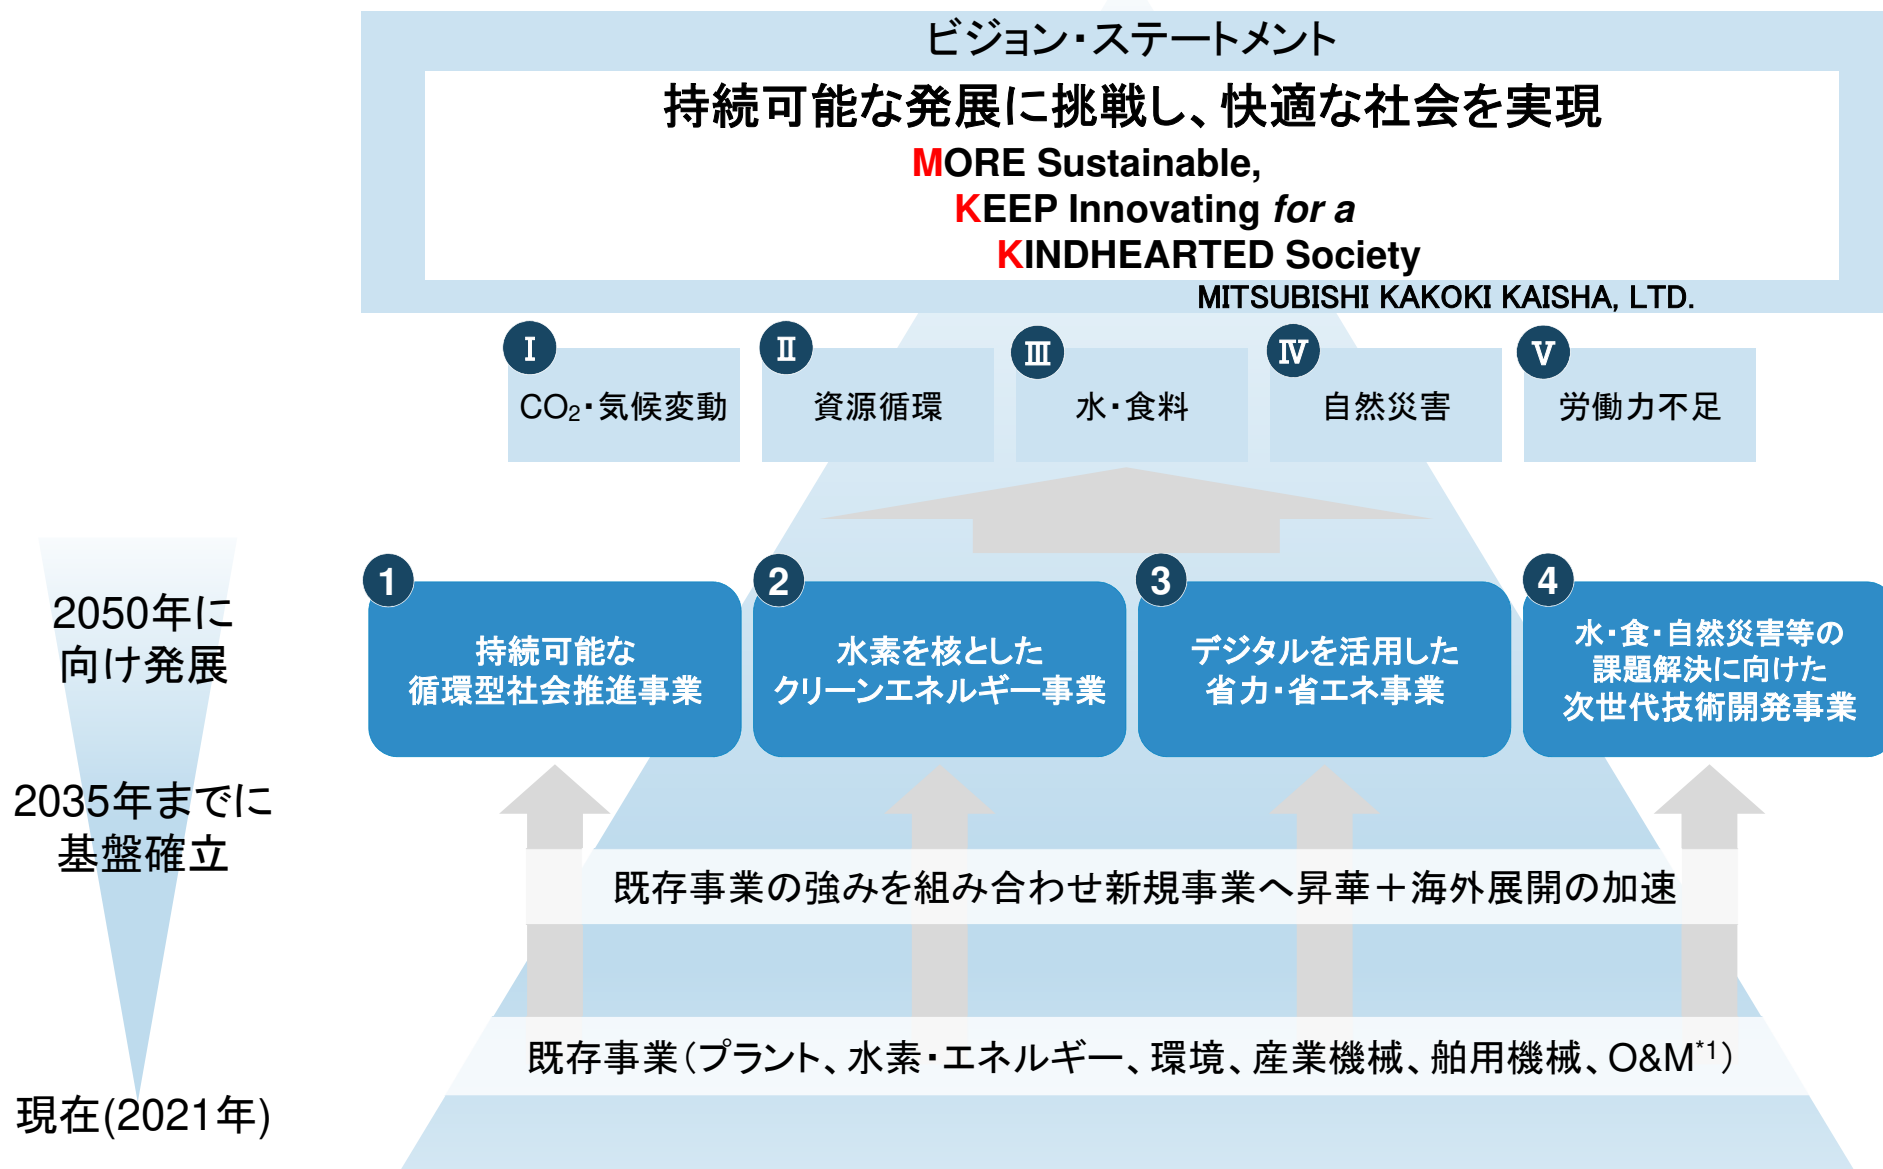 ビジョン・ステートメント
持続可能な発展に挑戦し、快適な社会を実現
MORE Sustainable,
KEEP Innovating for a
KINDHEARTED Society
MITSUBISHI KAKOKI KAISHA, LTD.
Ⅰ
CO₂・気候変動
Ⅱ
資源循環
Ⅲ
水・食料
Ⅳ
自然災害
Ⅴ
労働力不足
2050年に
向け発展
1
持続可能な
循環型社会推進事業
2
水素を核とした
クリーンエネルギー事業
3
デジタルを活用した
省力・省エネ事業
4
水・食・自然災害等の
課題解決に向けた
次世代技術開発事業
2035年までに
基盤確立
既存事業の強みを組み合わせ新規事業へ昇華＋海外展開の加速
既存事業（プラント、水素・エネルギー、環境、産業機械、舶用機械、O&M*1）
現在(2021年)